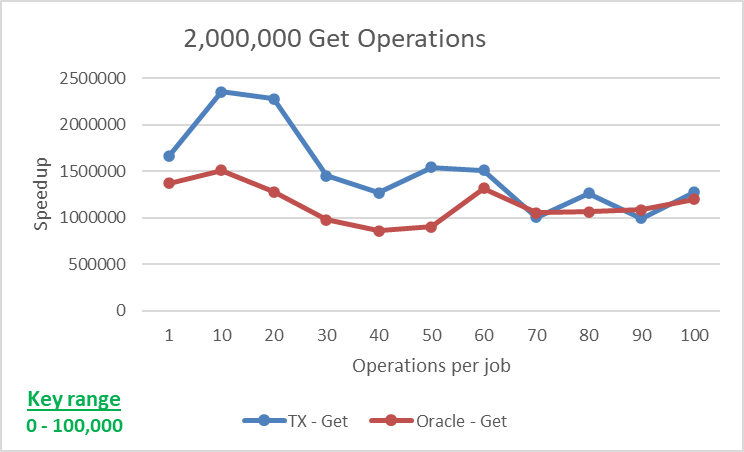 2,000,000 Get Operations
2500000
2000000
1500000
1000000
500000
0
Speedup
1 10 20 30 40 50 60 70 80 90 100
Operations per job
Key range
0 - 100,000
TX - Get Oracle - Get